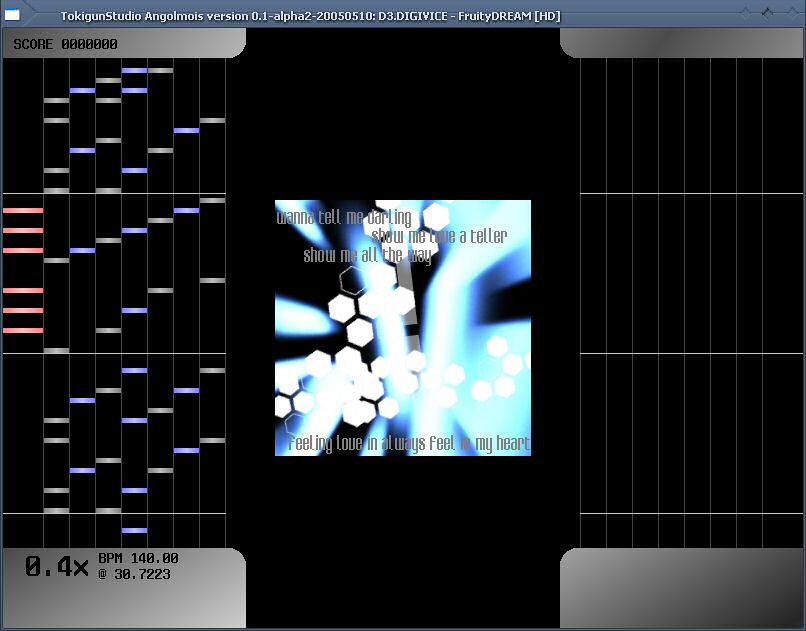 TokigunStudio Angolmois version 0.1-alpha2-20050510: D3.DIGIVICE - FruityDREAM [HD]
SCORE 0000000
wanna tell me darling
show me love a teller
show me all the way
feeling love in always feel in my heart
0.4x
BPM 140.00
@ 30.7223